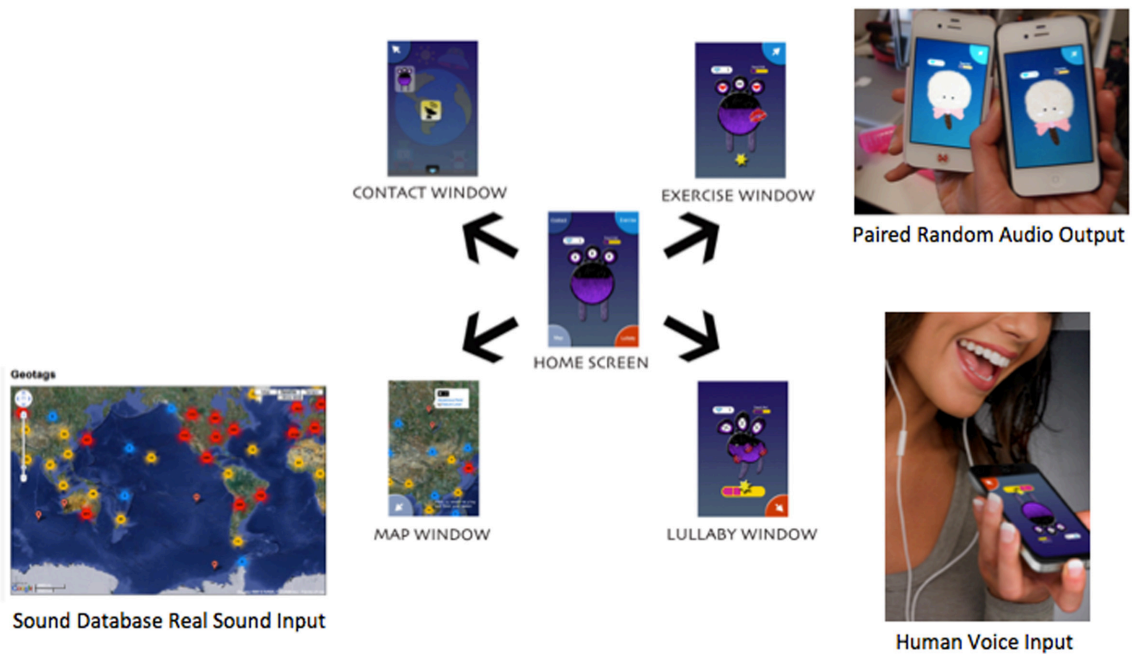 CONTACT WINDOW
EXERCISE WINDOW
Paired Random Audio Output
HOME SCREEN
Geotags
MAP WINDOW
LULLABY WINDOW
Sound Database Real Sound Input
Human Voice Input